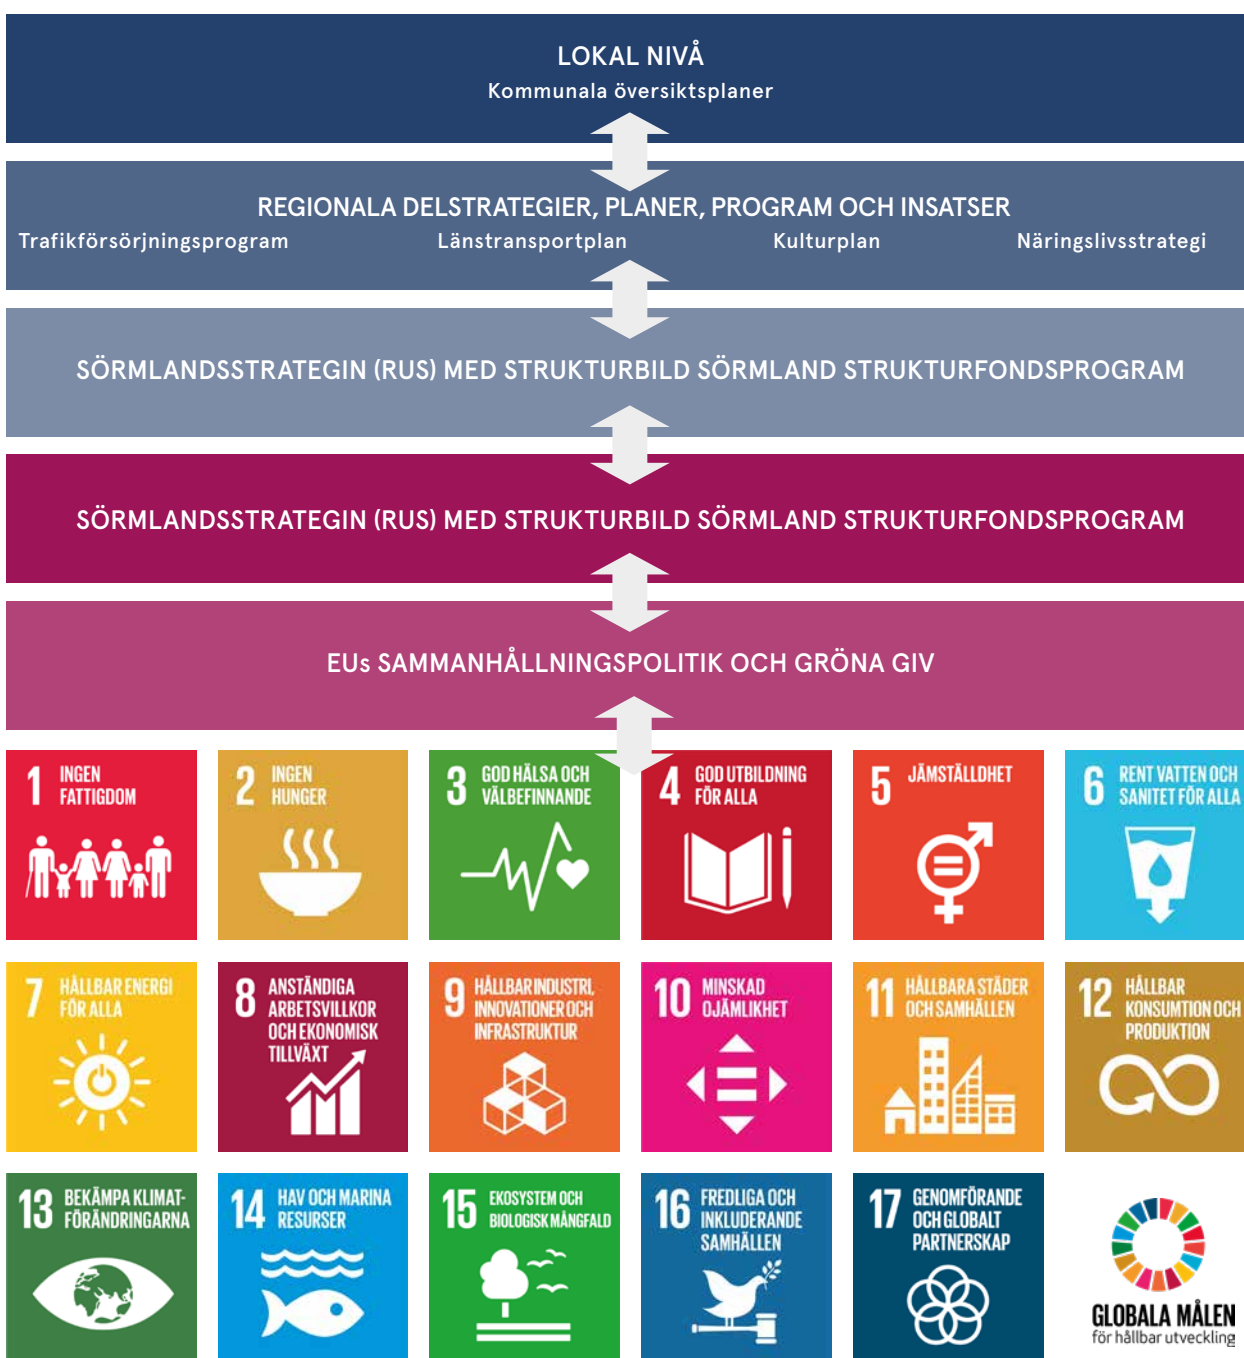 LOKAL NIVÅ
Kommunala översiktsplaner
REGIONALA DELSTRATEGIER, PLANER, PROGRAM OCH INSATSER
Trafikförsörjningsprogram Länstransportplan Kulturplan Näringslivsstrategi
SÖRMLANDSSTRATEGIN (RUS) MED STRUKTURBILD SÖRMLAND STRUKTURFONDSPROGRAM
SÖRMLANDSSTRATEGIN (RUS) MED STRUKTURBILD SÖRMLAND STRUKTURFONDSPROGRAM
EUs SAMMANHÅLLNINGSPOLITIK OCH GRÖNA GIV
1 INGEN
FATTIGDOM
2 INGEN
HUNGER
3 GOD HÄLSA OCH
VÄLBEFINNANDE
4 GOD UTBILDNING
FÖR ALLA
5 JÄMSTÄLLDHET
6 RENT VATTEN OCH
SANITET FÖR ALLA
7 HÅLLBAR ENERGI
FÖR ALLA
8 ANSTÄNDIGA
ARBETSVILLKOR
OCH EKONOMISK
TILLVÄXT
9 HÅLLBAR INDUSTRI,
INNOVATIONER OCH
INFRASTRUKTUR
10 MINSKAD
OJÄMLIKHET
11 HÅLLBARA STÄDER
OCH SAMHÄLLEN
12 HÅLLBAR
KONSUMTION OCH
PRODUKTION
13 BEKÄMPA KLIMAT-
FÖRÄNDRINGARNA
14 HAV OCH MARINA
RESURSER
15 EKOSYSTEM OCH
BIOLOGISK MÅNGFALD
16 FREDLIGA OCH
INKLUDERANDE
SAMHÄLLEN
17 GENOMFÖRANDE
OCH GLOBALT
PARTNERSKAP
GLOBALA MÅLEN
för hållbar utveckling